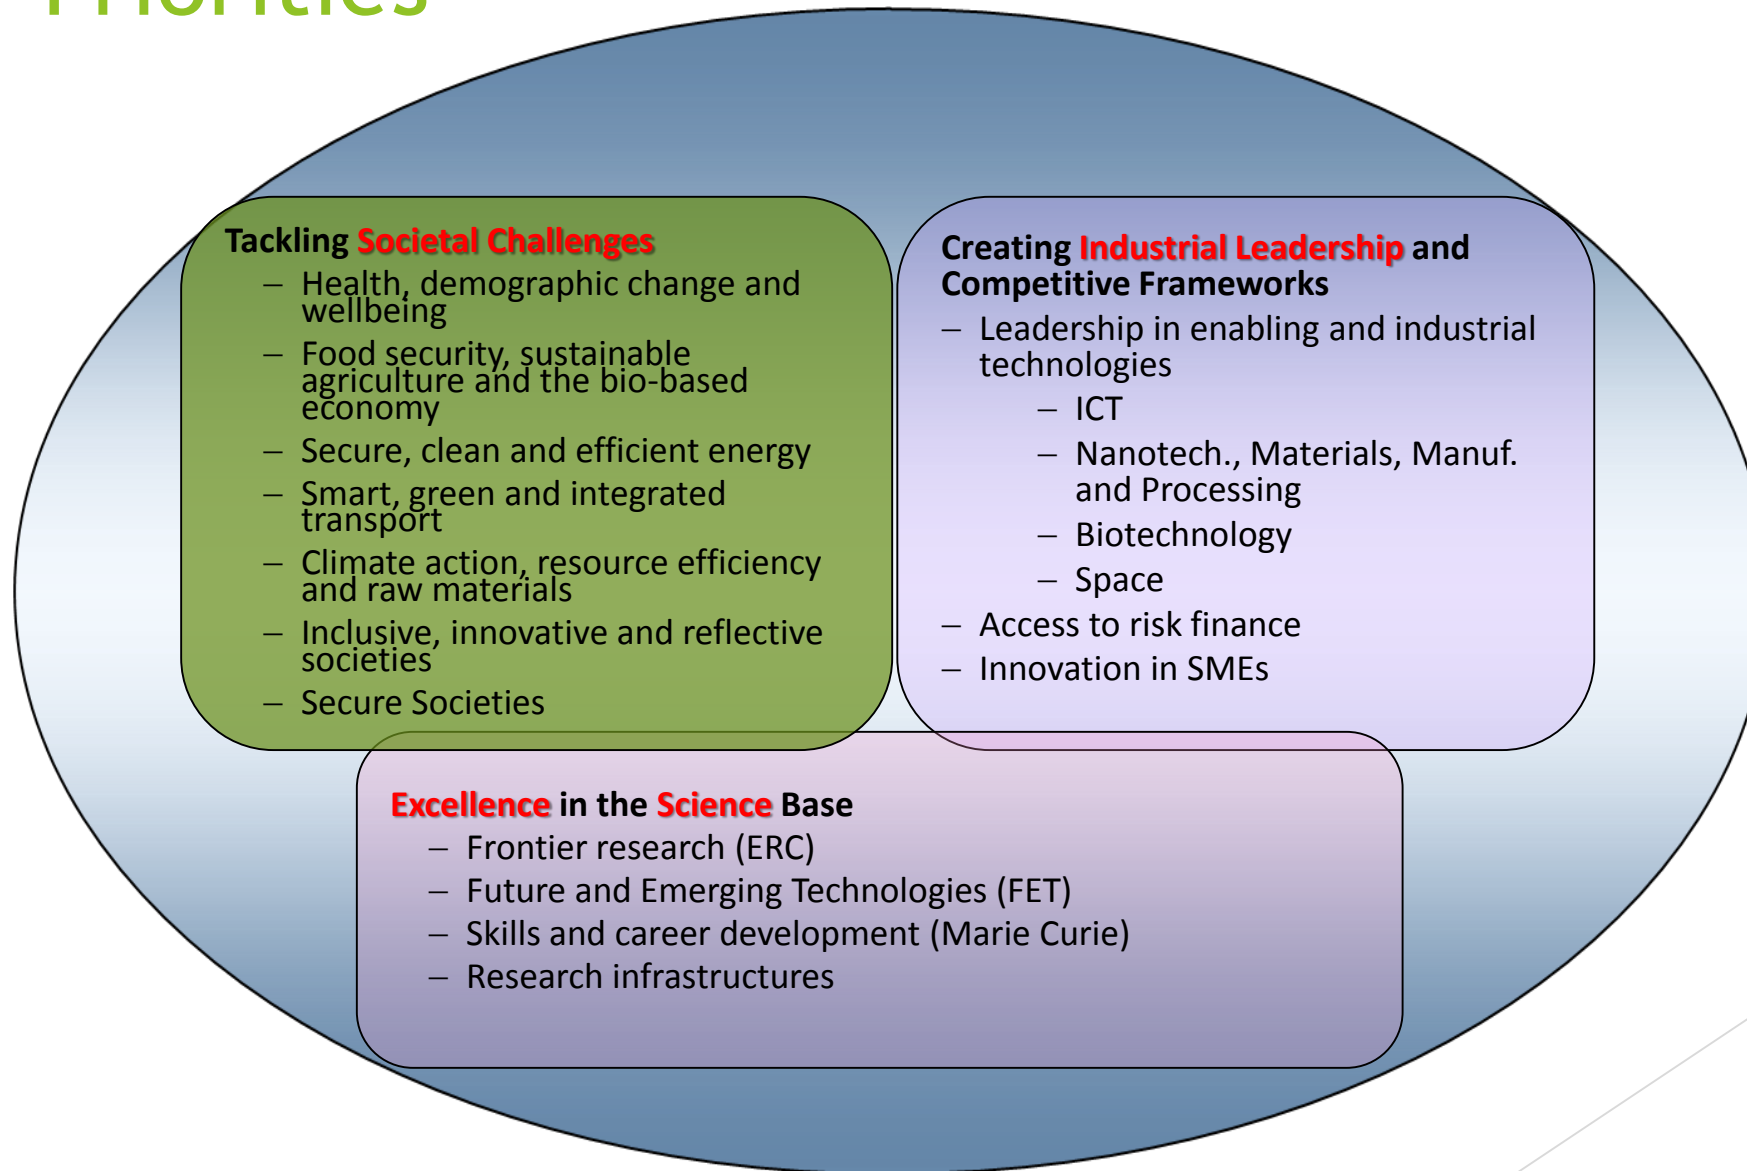 Priorities
Tackling Societal Challenges
– Health, demographic change and
wellbeing
– Food security, sustainable
agriculture and the bio-based
economy
– Secure, clean and efficient energy
– Smart, green and integrated
transport
– Climate action, resource efficiency
and raw materials
– Inclusive, innovative and reflective
societies
– Secure Societies
Creating Industrial Leadership and
Competitive Frameworks
– Leadership in enabling and industrial
technologies
– ICT
– Nanotech., Materials, Manuf.
and Processing
– Biotechnology
– Space
– Access to risk finance
– Innovation in SMEs
Excellence in the Science Base
– Frontier research (ERC)
– Future and Emerging Technologies (FET)
– Skills and career development (Marie Curie)
– Research infrastructures